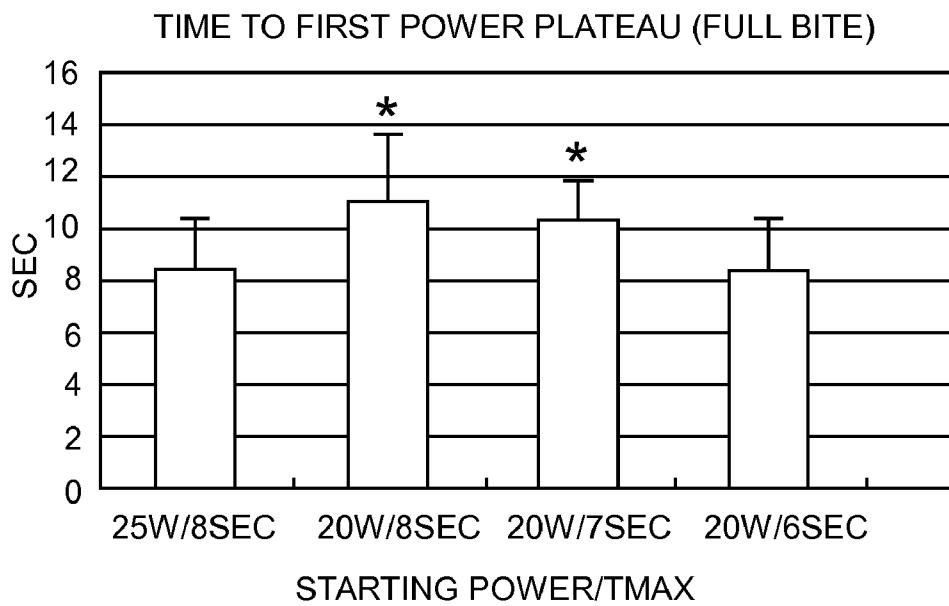 TIME TO FIRST POWER PLATEAU (FULL BITE)
16
14
12
10
8
6
4
2
0
SEC
*
*
25W/8SEC 20W/8SEC 20W/7SEC 20W/6SEC
STARTING POWER/TMAX